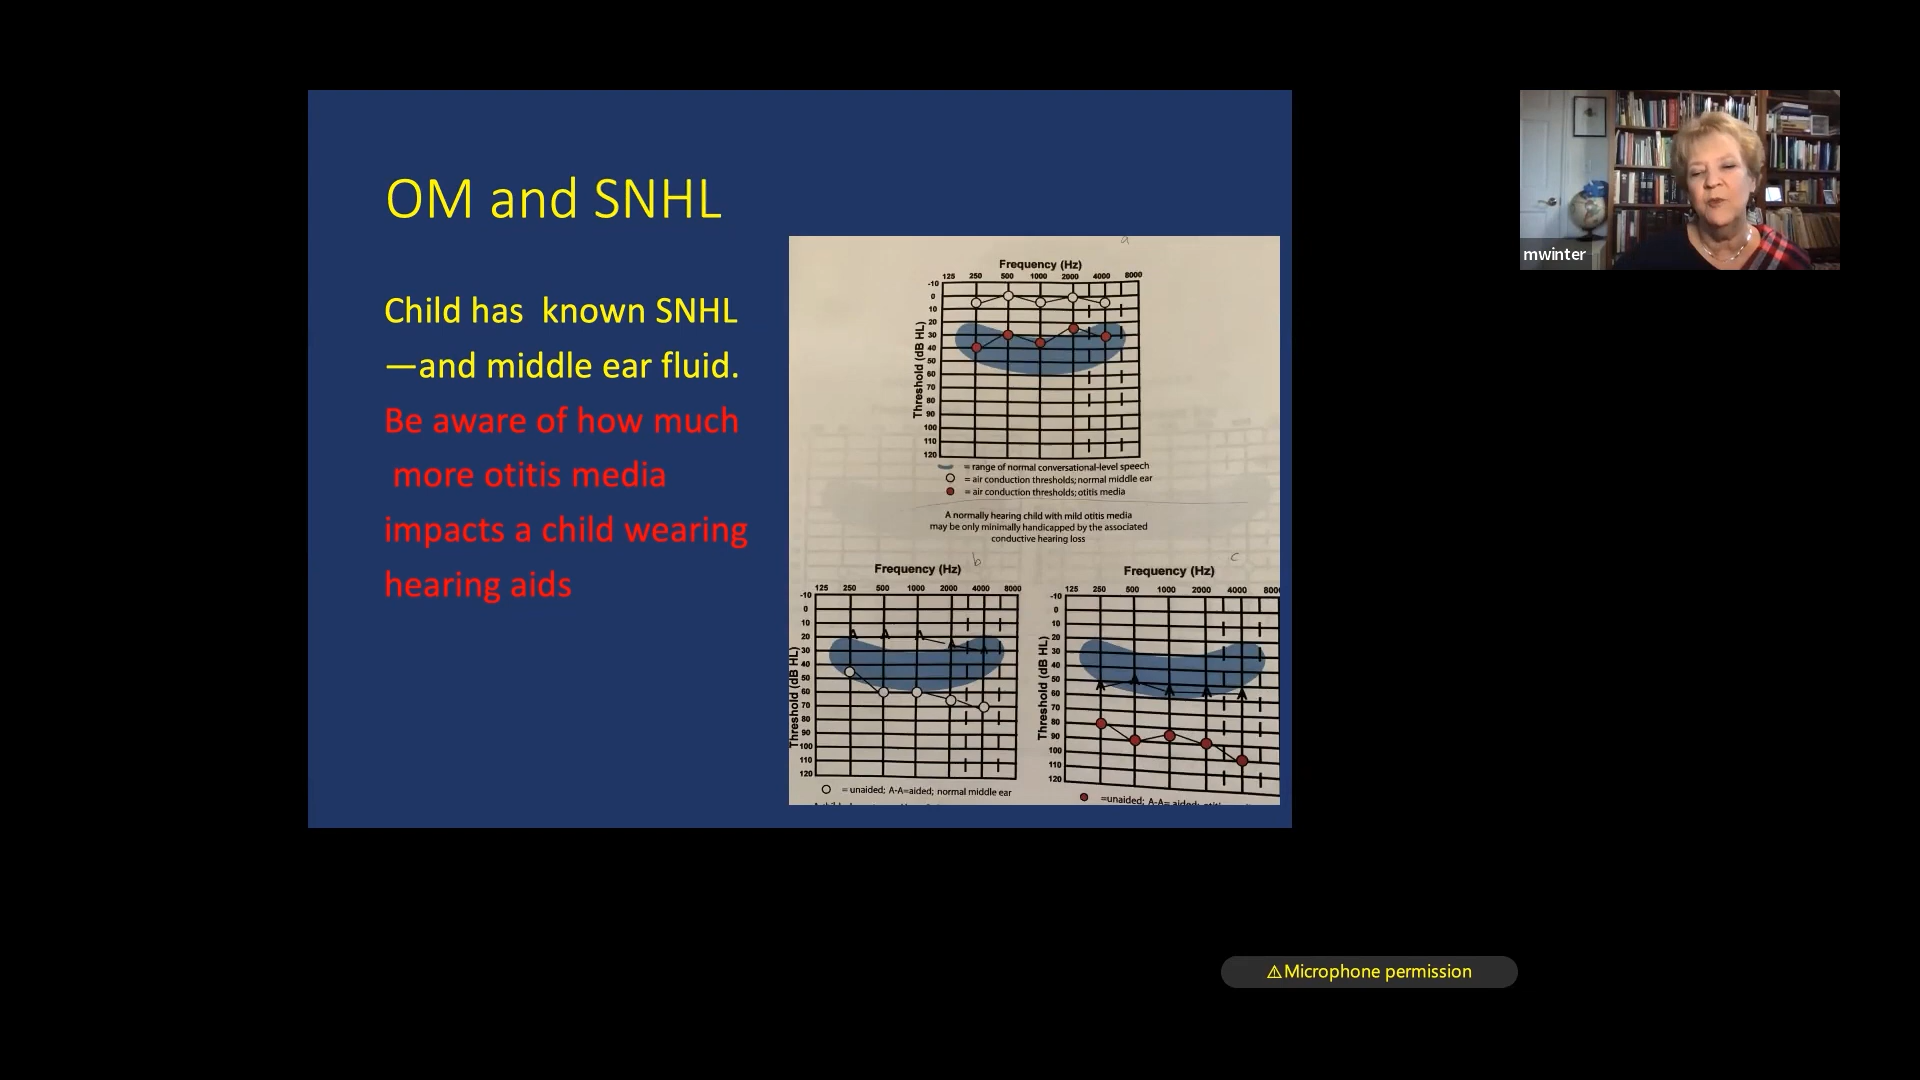 OM and SNHL
Child has known SNHL
—and middle ear fluid.
Be aware of how much
more otitis media
impacts a child wearing
hearing aids
a
Frequency (Hz)
125 250 500 1000 2000 4000 8000
Threshold (dB HL)
-10
0
10
20
30
40
50
60
70
80
90
100
110
120
= range of normal conversational-level speech
= air conduction thresholds; normal middle ear
= air conduction thresholds; otitis media
A normally hearing child with mild otitis media
may be only minimally handicapped by the associated
conductive hearing loss
b
Frequency (Hz)
125 250 500 1000 2000 4000 8000
Threshold (dB HL)
-10
0
10
20
30
40
50
60
70
80
90
100
110
120
A A A A A
= unaided; A-A=aided; normal middle ear
c
Frequency (Hz)
125 250 500 1000 2000 4000 800
Threshold (dB HL)
-10
0
10
20
30
40
50
60
70
80
90
100
110
120
A A A A A
=unaided; A-A= aided;
mwinter
⚠Microphone permission